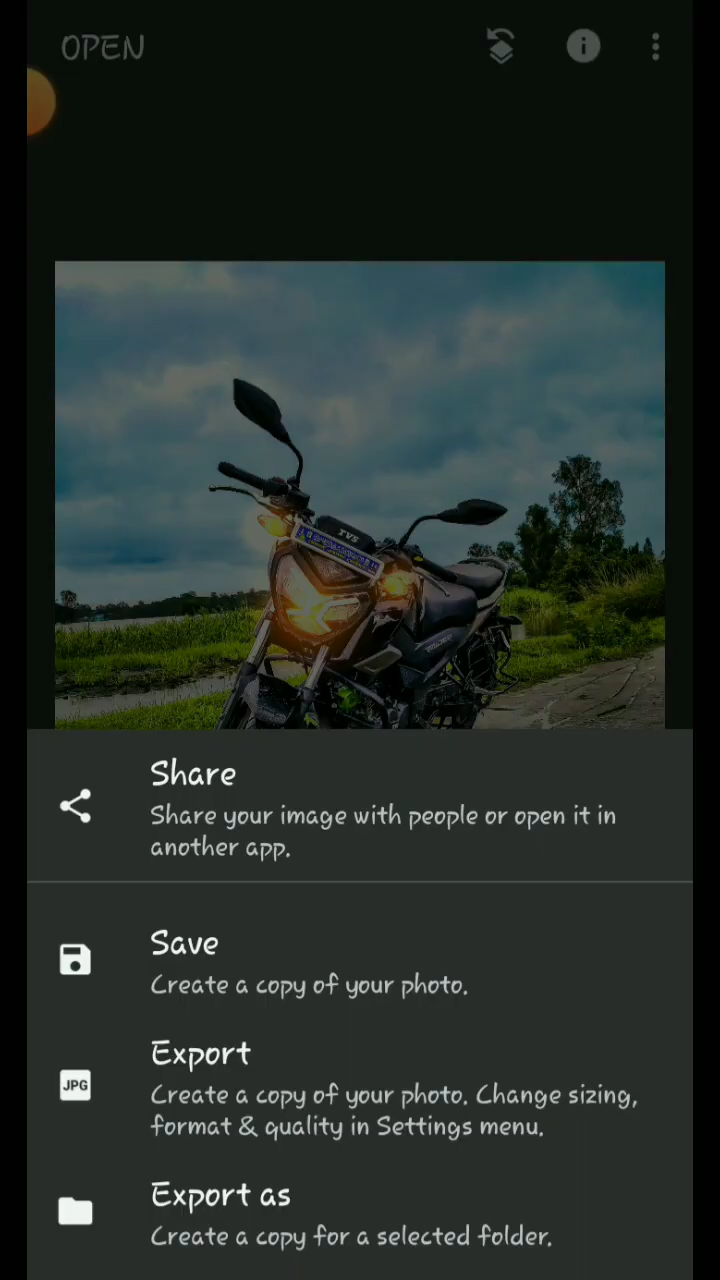 OPEN
TVS
Share
Share your image with people or open it in
another app.
Save
Create a copy of your photo.
JPG
Export
Create a copy of your photo. Change sizing,
format & quality in Settings menu.
Export as
Create a copy for a selected folder.